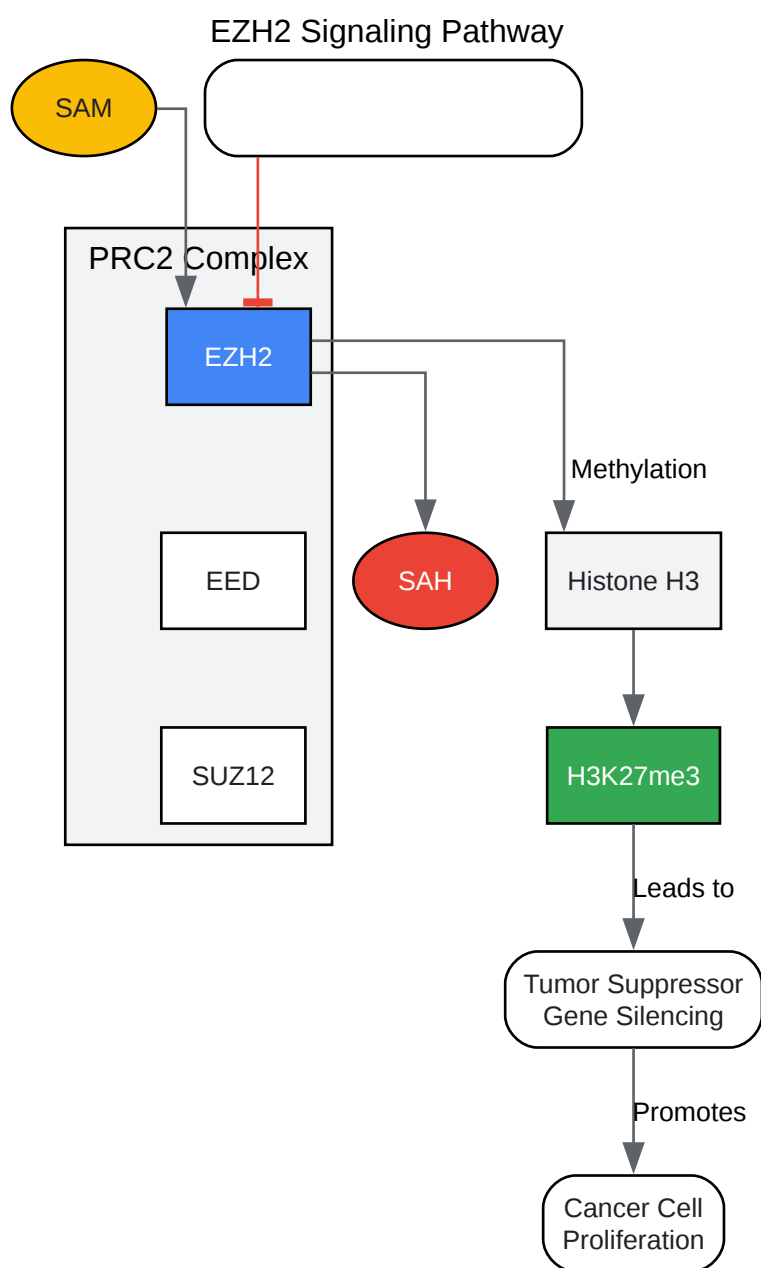 EZH2 Signaling Pathway
SAM
PRC2 Complex
EZH2
Methylation
EED
SAH
Histone H3
SUZ12
H3K27me3
Leads to
Tumor Suppressor
Gene Silencing
Promotes
Cancer Cell
Proliferation